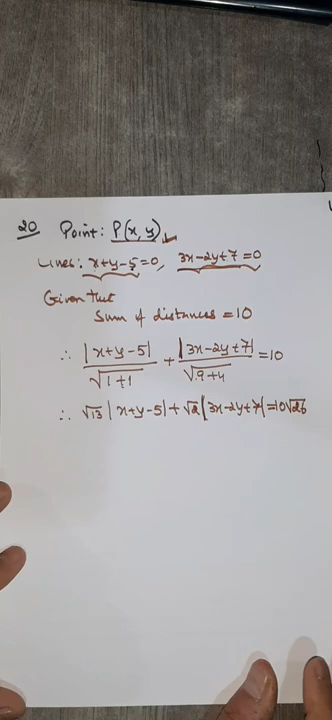 20 Point: P(x, y)
Lines: x+y-5=0, 3x-2y+7=0
Given that
Sum of distances = 10
∴ |x+y-5| / √1+1 + |3x-2y+7| / √9+4 = 10
∴ √13 |x+y-5| + √2 |3x-2y+7| = 10√26